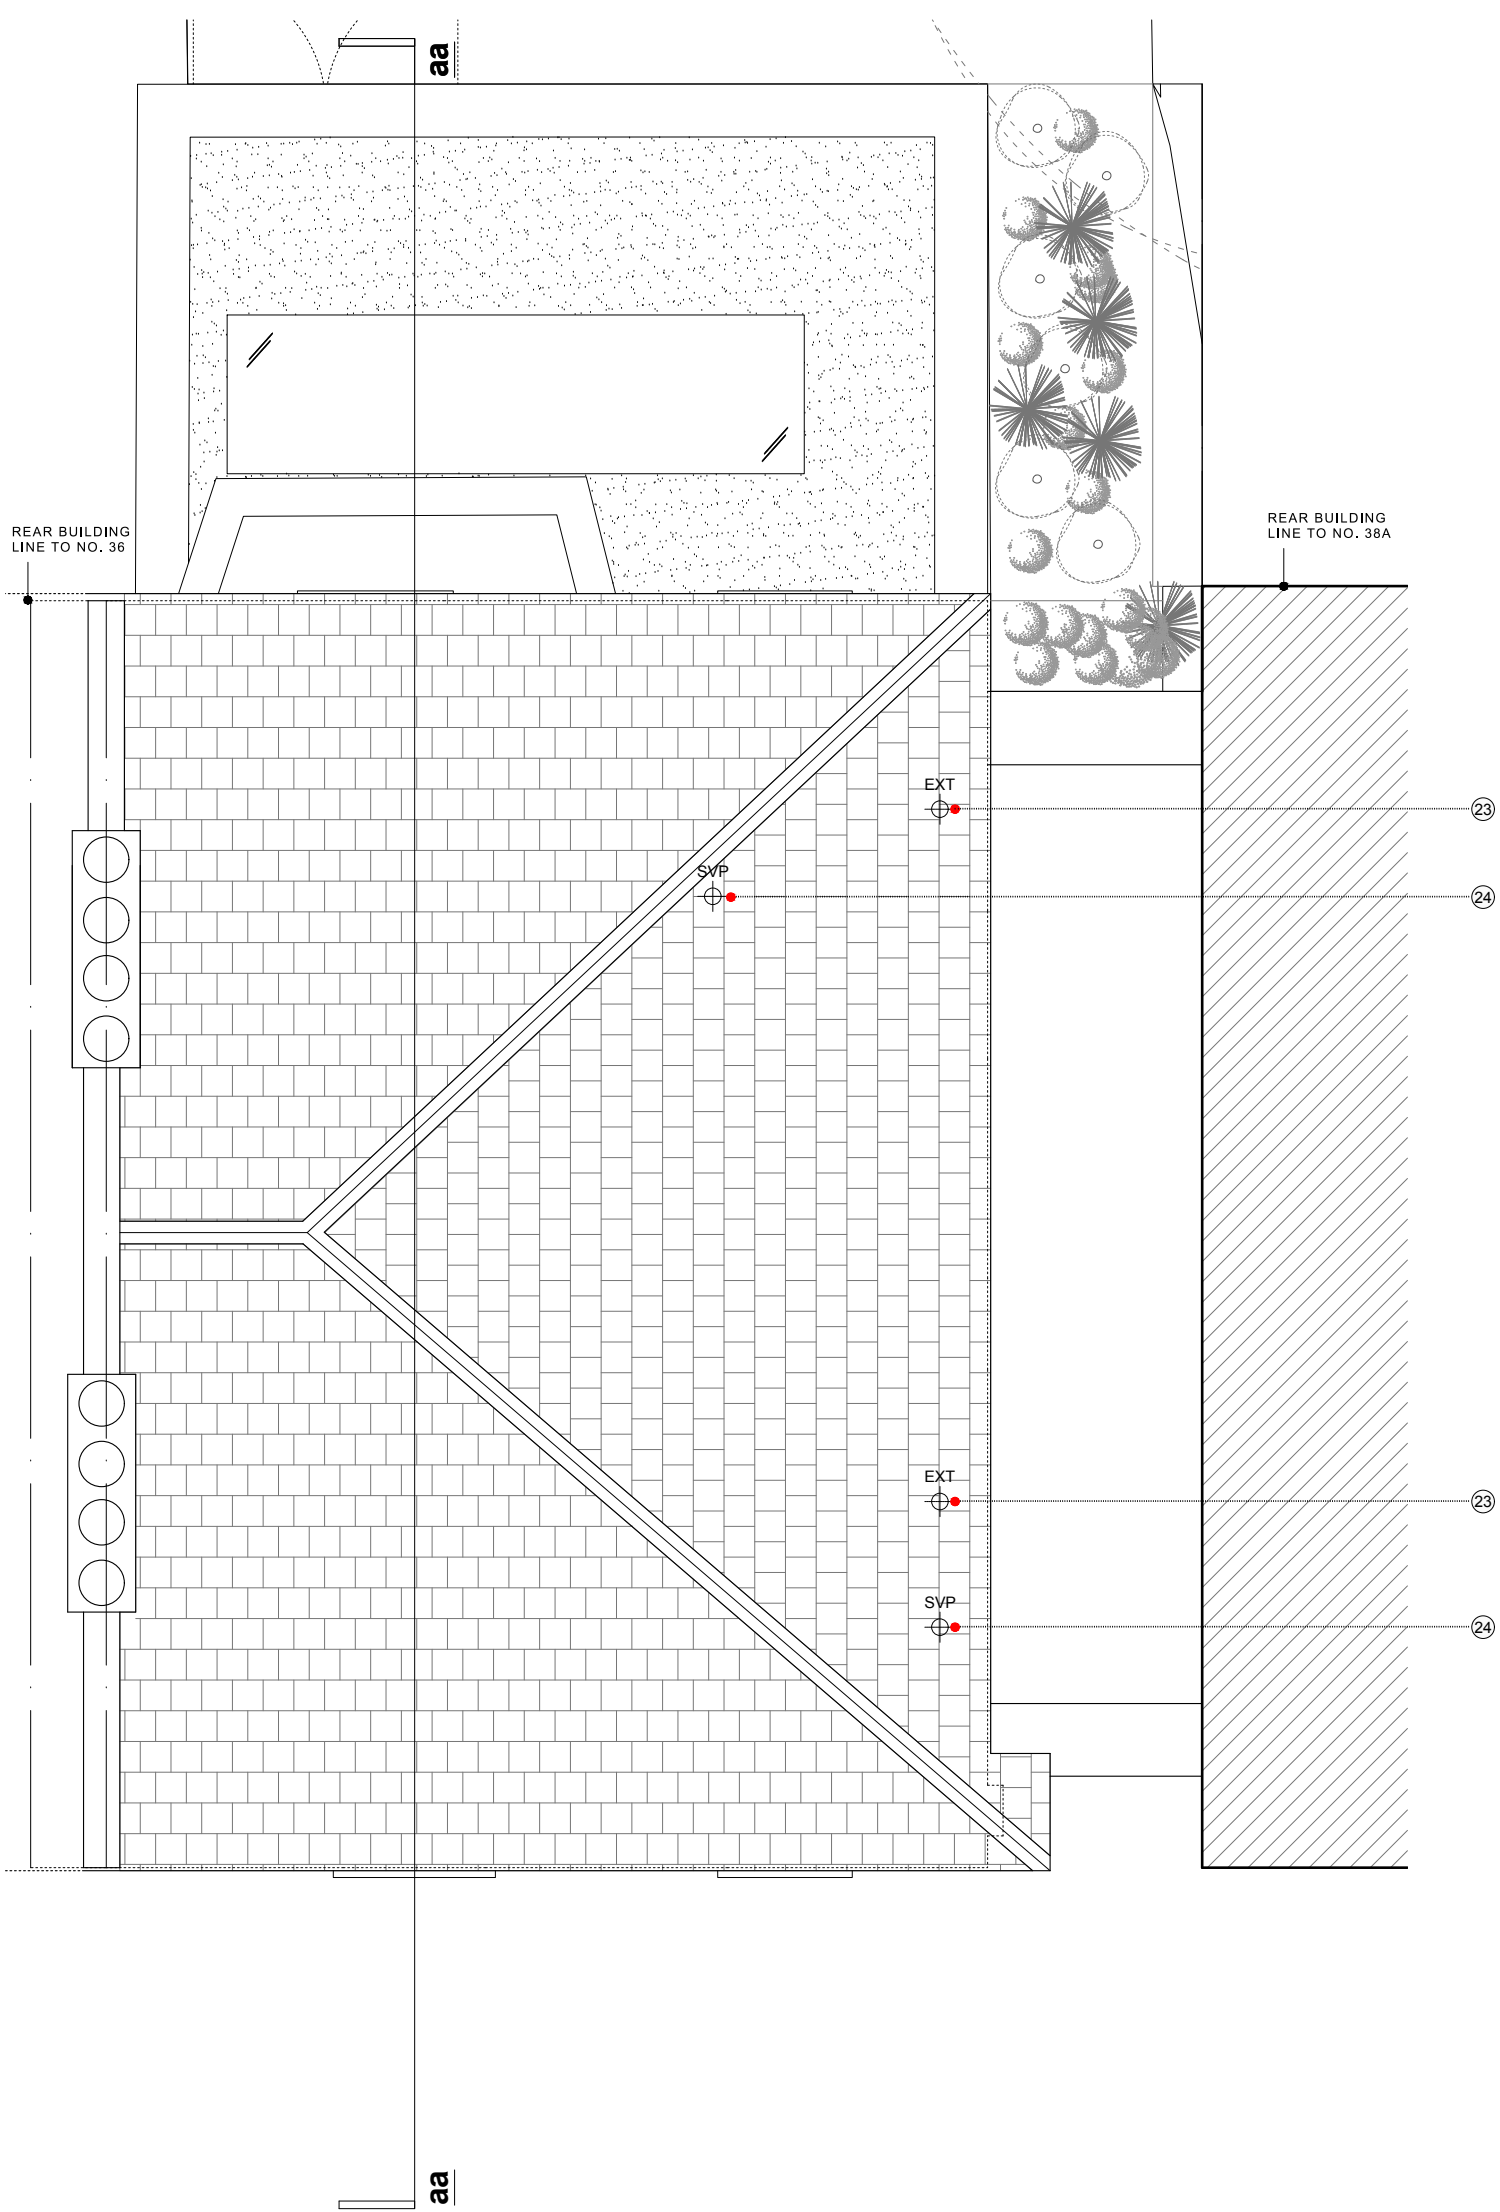 aa
REAR BUILDING
LINE TO NO. 36
REAR BUILDING
LINE TO NO. 38A
EXT
23
SVP
24
EXT
23
SVP
24
aa